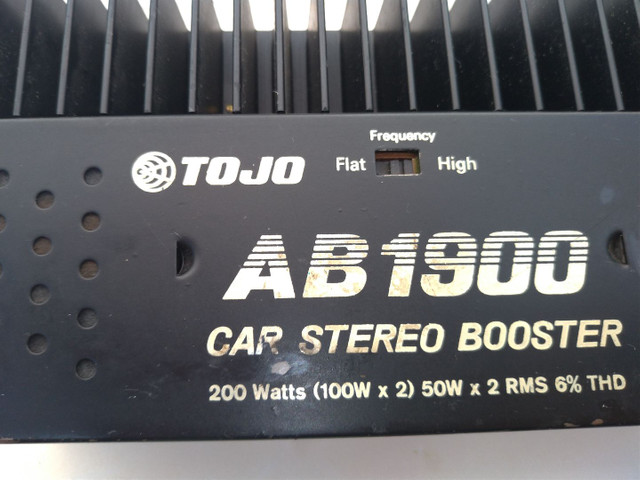 Frequency
Flat High
TOJO
AB1900
CAR STEREO BOOSTER
200 Watts (100W x 2) 50W x 2 RMS 6% THD